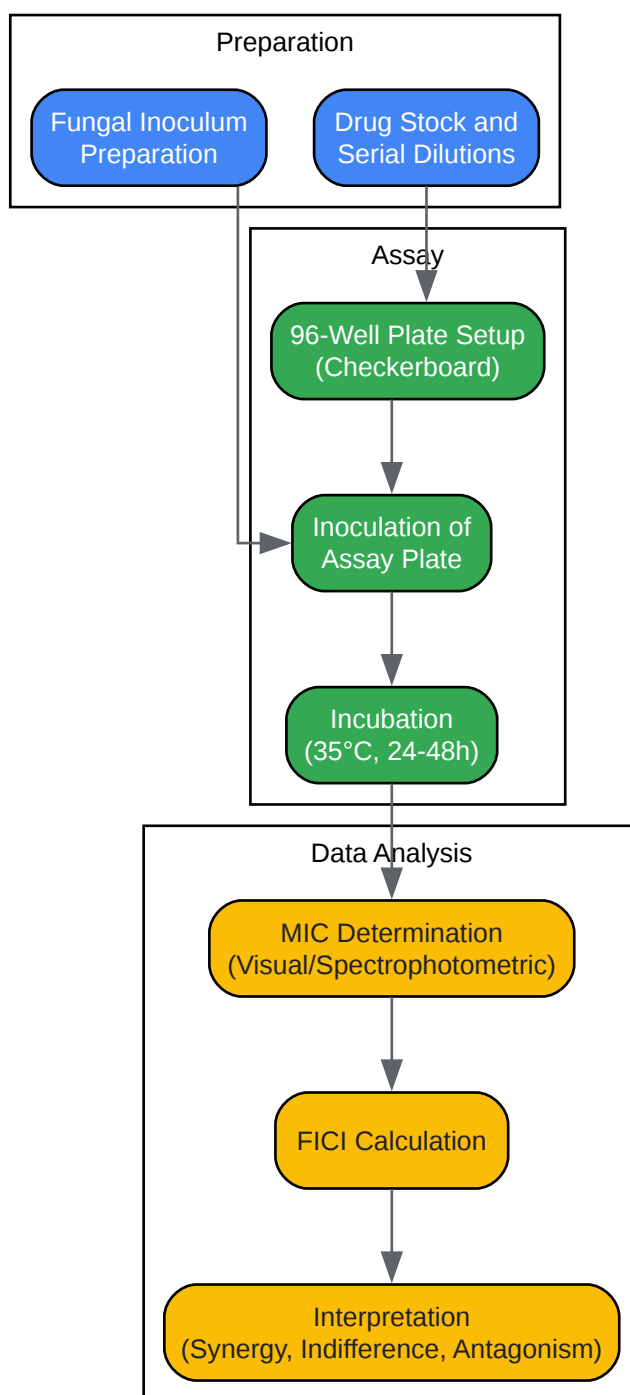 Preparation
Fungal Inoculum
Preparation
Drug Stock and
Serial Dilutions
Assay
96-Well Plate Setup
(Checkerboard)
Inoculation of
Assay Plate
Incubation
(35°C, 24-48h)
Data Analysis
MIC Determination
(Visual/Spectrophotometric)
FICI Calculation
Interpretation
(Synergy, Indifference, Antagonism)